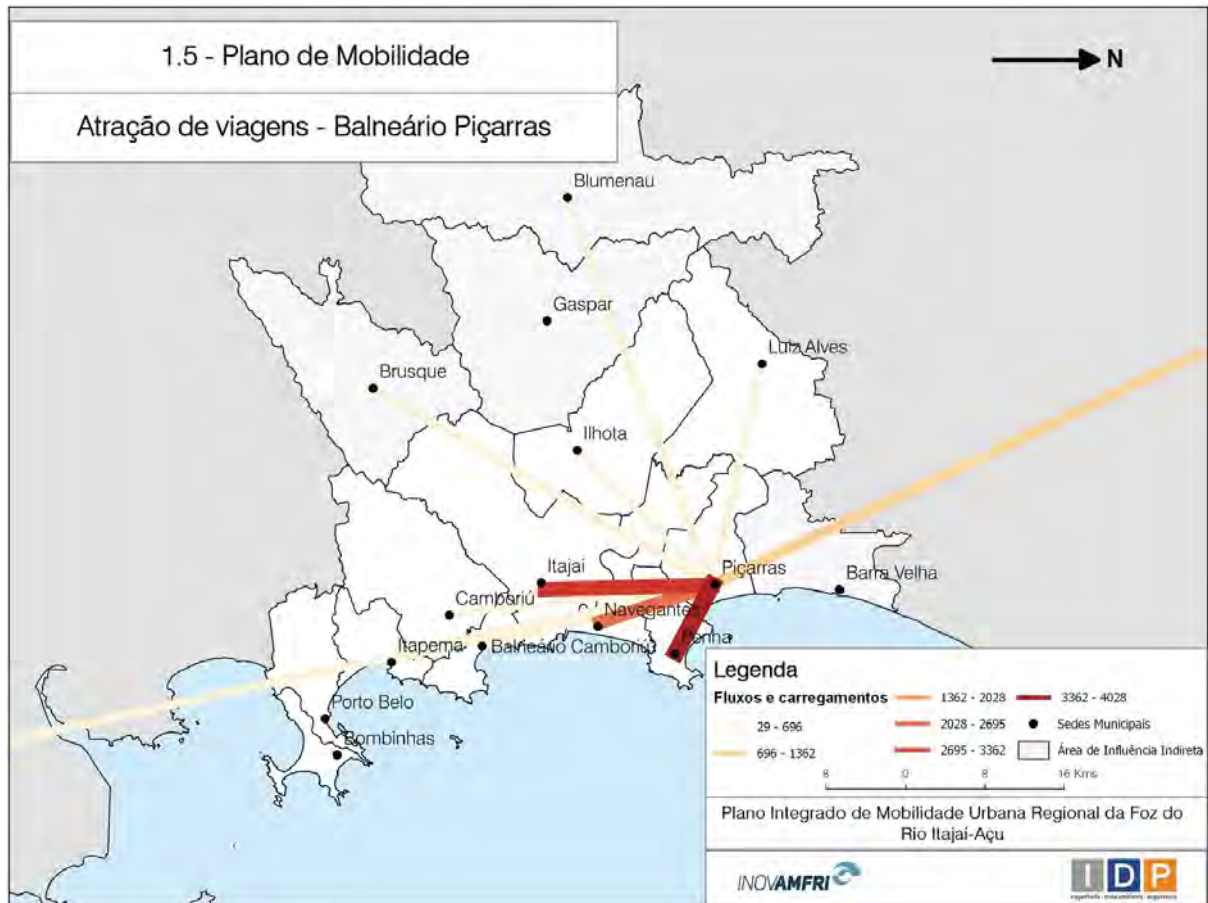 1.5 - Plano de Mobilidade
Atração de viagens - Balneário Piçarras
N
Blumenau
Gaspar
Luiz Alves
Brusque
Ilhota
Itajaí
Piçarras
Barra Velha
Camboriú
Navegantes
Itapema
Balneário Camboriú
Penha
Porto Belo
Bombinhas
Legenda
Fluxos e carregamentos
29 - 696
696 - 1362
1362 - 2028
2028 - 2695
2695 - 3362
3362 - 4028
Sedes Municipais
Área de Influência Indireta
8 0 8 16 Kms
Plano Integrado de Mobilidade Urbana Regional da Foz do
Rio Itajaí-Açu
INOVAMFRI
IDP